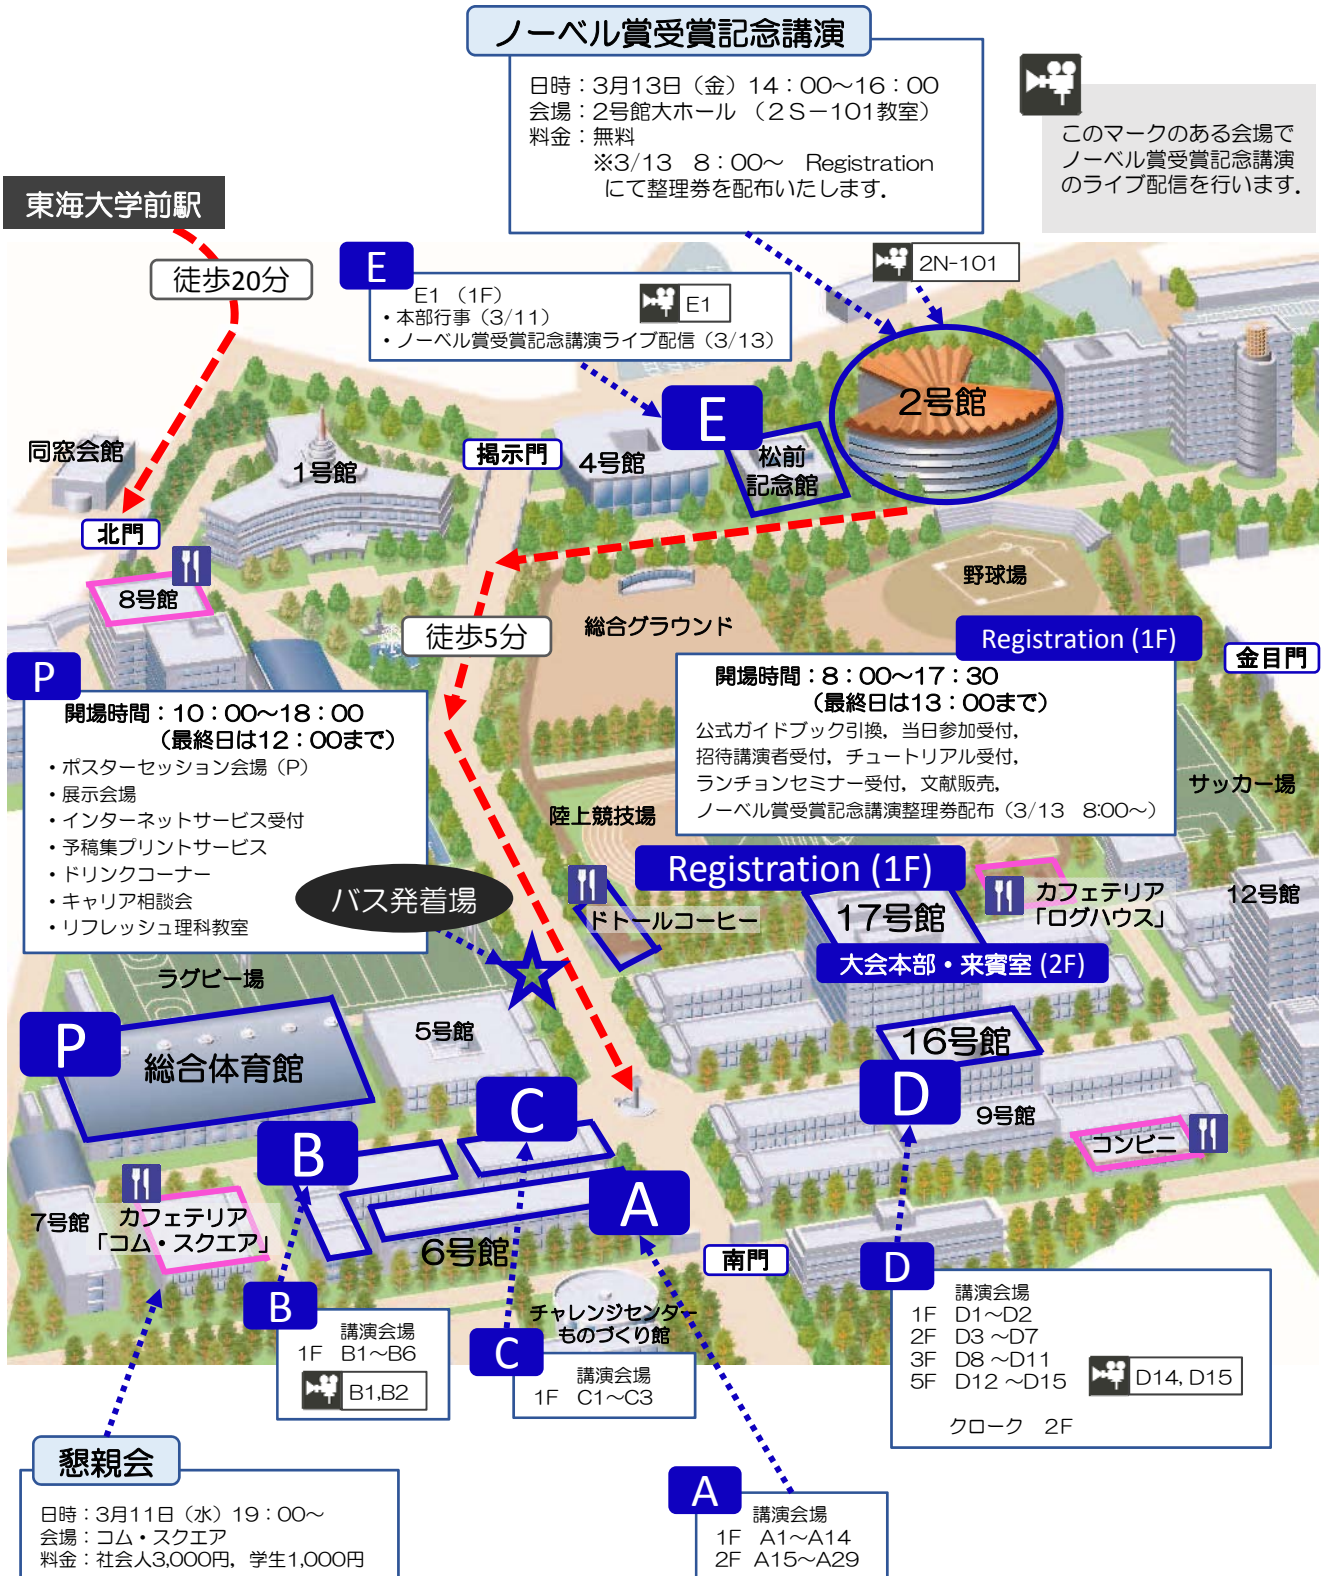 ノーベル賞受賞記念講演
日時：3月13日（金）14：00～16：00
会場：2号館大ホール （2S－101教室）
料金：無料
※3/13　8：00～　Registration
にて整理券を配布いたします．
このマークのある会場で
ノーベル賞受賞記念講演
のライブ配信を行います．
東海大学前駅
徒歩20分
E
E1 （1F）
・本部行事（3/11）
・ノーベル賞受賞記念講演ライブ配信（3/13）
E1
2N-101
2号館
E
松前
記念館
4号館
掲示門
1号館
同窓会館
北門
8号館
徒歩5分
総合グラウンド
野球場
金目門
Registration (1F)
開場時間：8：00～17：30
（最終日は13：00まで）
公式ガイドブック引換，当日参加受付，
招待講演者受付，チュートリアル受付，
ランチョンセミナー受付，文献販売，
ノーベル賞受賞記念講演整理券配布（3/13　8:00～）
P
開場時間：10：00～18：00
（最終日は12：00まで）
・ポスターセッション会場（P）
・展示会場
・インターネットサービス受付
・予稿集プリントサービス
・ドリンクコーナー
・キャリア相談会
・リフレッシュ理科教室
サッカー場
陸上競技場
バス発着場
Registration (1F)
ドトールコーヒー
17号館
カフェテリア
「ログハウス」
12号館
大会本部・来賓室 (2F)
ラグビー場
P
総合体育館
5号館
16号館
C
D
9号館
コンビニ
B
A
7号館
カフェテリア
「コム・スクエア」
6号館
南門
チャレンジセンター
ものづくり館
B
講演会場
1F　B1～B6
B1,B2
C
講演会場
1F　C1～C3
D
講演会場
1F　D1～D2
2F　D3 ～D7
3F　D8 ～D11
5F　D12 ～D15
D14, D15
クローク　2F
懇親会
日時：3月11日（水）19：00～
会場：コム・スクエア
料金：社会人3,000円，学生1,000円
A
講演会場
1F　A1～A14
2F　A15～A29